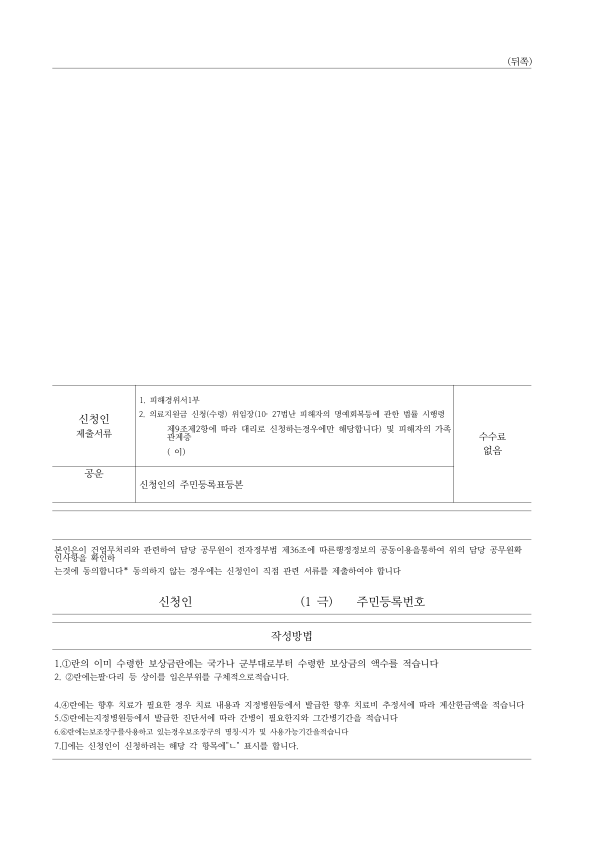 (뒤쪽)
신청인
제출서류
1. 피해경위서1부
2. 의료지원금 신청(수령) 위임장(10· 27법난 피해자의 명예회복등에 관한 법률 시행령
제9조제2항에 따라 대리로 신청하는경우에만 해당합니다) 및 피해자의 가족
관계증
( 이)
수수료
없음
공운
신청인의 주민등록표등본
본인은이 건업무처리와 관련하여 담당 공무원이 전자정부법 제36조에 따른행정정보의 공동이용을통하여 위의 담당 공무원확
인사항을 확인하
는것에 동의합니다* 동의하지 않는 경우에는 신청인이 직접 관련 서류를 제출하여야 합니다
신청인 (1 극) 주민등록번호
작성방법
1.①란의 이미 수령한 보상금란에는 국가나 군부대로부터 수령한 보상금의 액수를 적습니다
2. ②란에는팔·다리 등 상이를 입은부위를 구체적으로적습니다.
4.④란에는 향후 치료가 필요한 경우 치료 내용과 지정병원등에서 발급한 향후 치료비 추정서에 따라 계산한금액을 적습니다
5.⑤란에는지정병원등에서 발급한 진단서에 따라 간병이 필요한지와 그간병기간을 적습니다
6.⑥란에는보조장구를사용하고 있는경우보조장구의 명칭·시가 및 사용가능기간을적습니다
7.▯에는 신청인이 신청하려는 해당 각 항목에"ㄴ" 표시를 합니다.